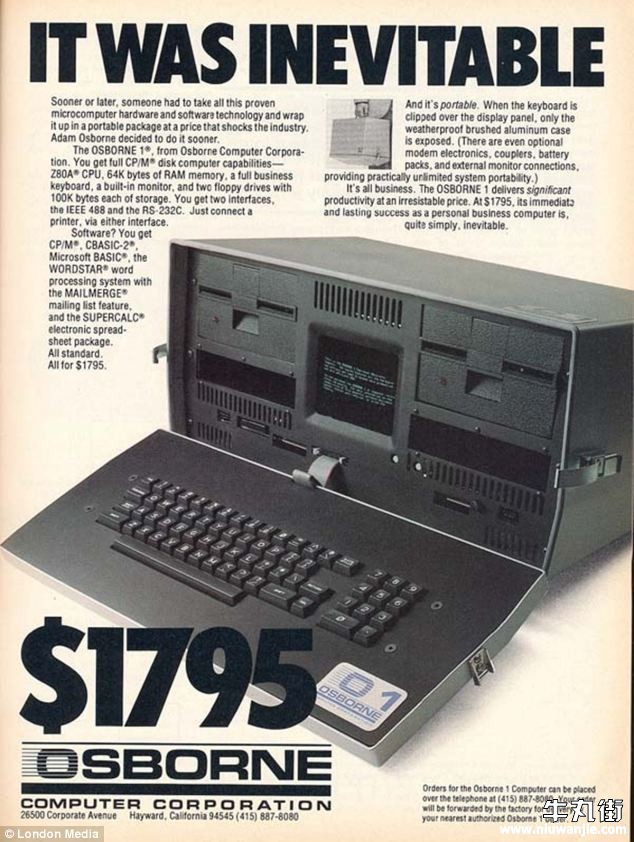 IT WAS INEVITABLE
Sooner or later, someone had to take all this proven
microcomputer hardware and software technology and wrap
it up in a portable package at a price that shocks the industry.
Adam Osborne decided to do it sooner.
The OSBORNE 1®, from Osborne Computer Corpora-
tion. You get full CP/M® disk computer capabilities—
Z80A® CPU, 64K bytes of RAM memory, a full business
keyboard, a built-in monitor, and two floppy drives with
100K bytes each of storage. You get two interfaces,
the IEEE 488 and the RS-232C. Just connect a
printer, via either interface.
Software? You get
CP/M®, CBASIC-2®,
Microsoft BASIC®, the
WORDSTAR® word
processing system with
the MAILMERGE®
mailing list feature,
and the SUPERCALC®
electronic spread-
sheet package.
All standard.
All for $1795.
And it's portable. When the keyboard is
clipped over the display panel, only the
weatherproof brushed aluminum case
is exposed. (There are even optional
modem electronics, couplers, battery
packs, and external monitor connections,
providing practically unlimited system portability.)
It's all business. The OSBORNE 1 delivers significant
productivity at an irresistable price. At $1795, its immediate
and lasting success as a personal business computer is,
quite simply, inevitable.
$1795
O 1
OSBORNE
OSBORNE
COMPUTER CORPORATION
26500 Corporate Avenue Hayward, California 94545 (415) 887-8080
Orders for the Osborne 1 Computer can be placed
over the telephone at (415) 887-8080. Your order
will be forwarded by the factory for
your nearest authorized Osborne 1
牛丸街
www.niuwanjie.com
© London Media